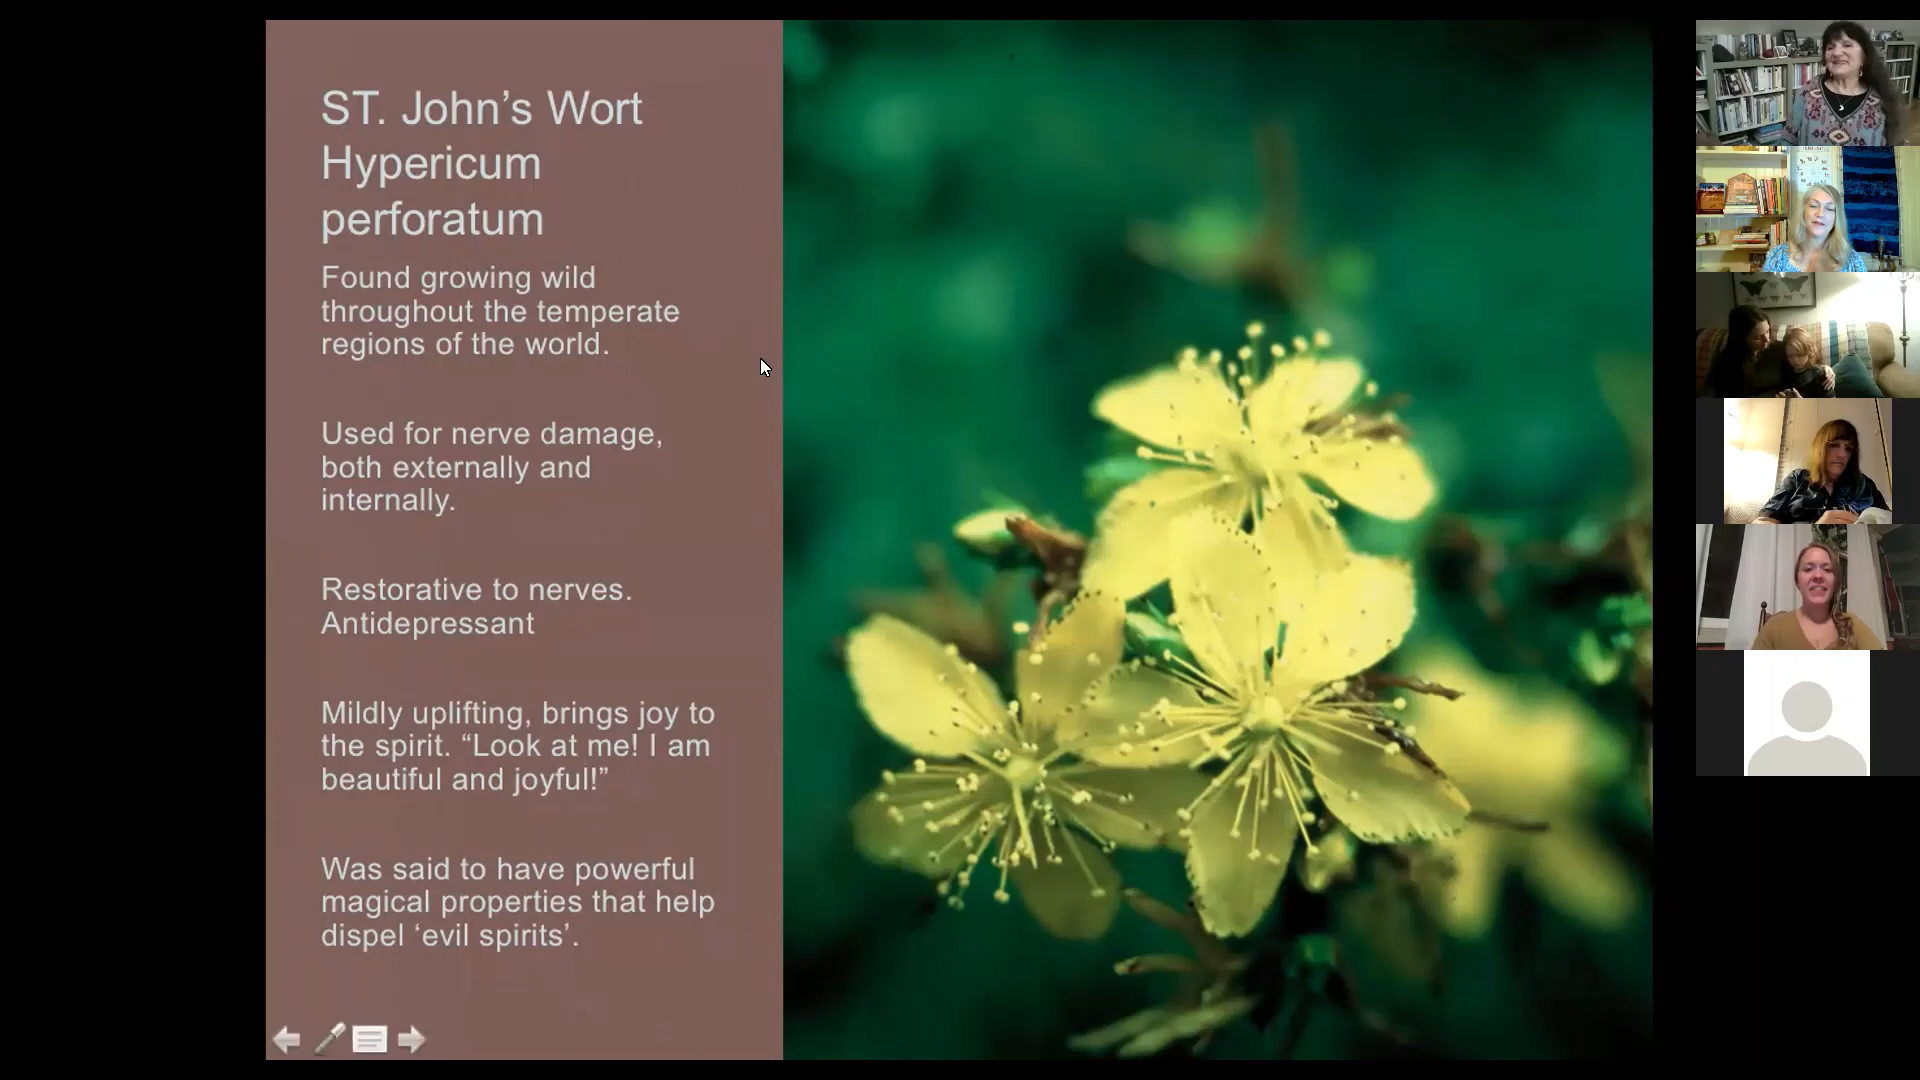 ST. John’s Wort
Hypericum
perforatum
Found growing wild
throughout the temperate
regions of the world.
Used for nerve damage,
both externally and
internally.
Restorative to nerves.
Antidepressant
Mildly uplifting, brings joy to
the spirit. “Look at me! I am
beautiful and joyful!”
Was said to have powerful
magical properties that help
dispel ‘evil spirits’.